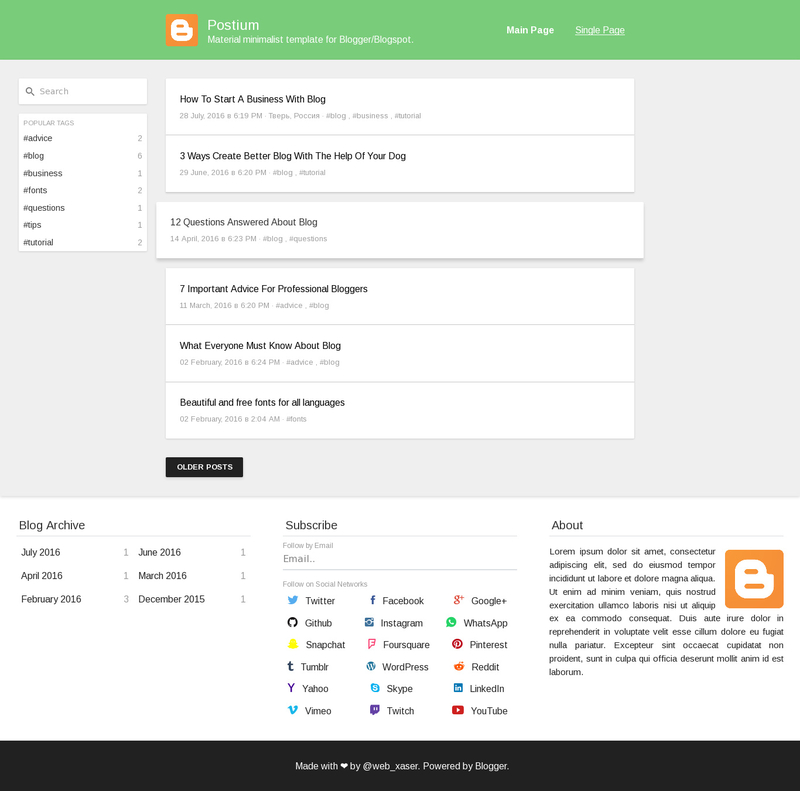 Postium
Material minimalist template for Blogger/Blogspot.
Main Page
Single Page
Search
POPULAR TAGS
#advice 2
#blog 6
#business 1
#fonts 2
#questions 1
#tips 1
#tutorial 2
How To Start A Business With Blog
28 July, 2016 в 6:19 PM · Тверь, Россия · #blog , #business , #tutorial
3 Ways Create Better Blog With The Help Of Your Dog
29 June, 2016 в 6:20 PM · #blog , #tutorial
12 Questions Answered About Blog
14 April, 2016 в 6:23 PM · #blog , #questions
7 Important Advice For Professional Bloggers
11 March, 2016 в 6:20 PM · #advice , #blog
What Everyone Must Know About Blog
02 February, 2016 в 6:24 PM · #advice , #blog
Beautiful and free fonts for all languages
02 February, 2016 в 2:04 AM · #fonts
OLDER POSTS
Blog Archive
July 2016 1 June 2016 1
April 2016 1 March 2016 1
February 2016 3 December 2015 1
Subscribe
Follow by Email
Email..
Follow on Social Networks
Twitter Facebook Google+
Github Instagram WhatsApp
Snapchat Foursquare Pinterest
Tumblr WordPress Reddit
Yahoo Skype LinkedIn
Vimeo Twitch YouTube
About
Lorem ipsum dolor sit amet, consectetur
adipiscing elit, sed do eiusmod tempor
incididunt ut labore et dolore magna aliqua.
Ut enim ad minim veniam, quis nostrud
exercitation ullamco laboris nisi ut aliquip
ex ea commodo consequat. Duis aute irure dolor in
reprehenderit in voluptate velit esse cillum dolore eu fugiat
nulla pariatur. Excepteur sint occaecat cupidatat non
proident, sunt in culpa qui officia deserunt mollit anim id est
laborum.
Made with ❤ by @web_xaser. Powered by Blogger.